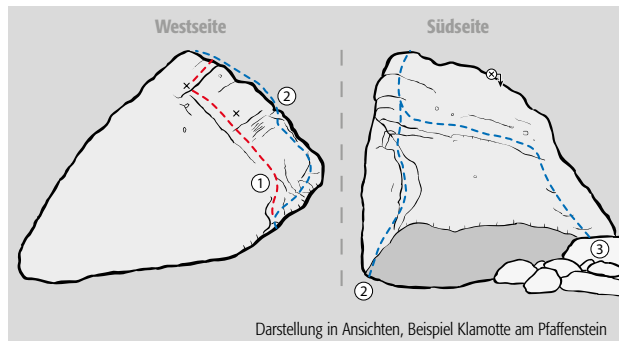 Westseite
Südseite
2
1
3
2
Darstellung in Ansichten, Beispiel Klamotte am Pfaffenstein